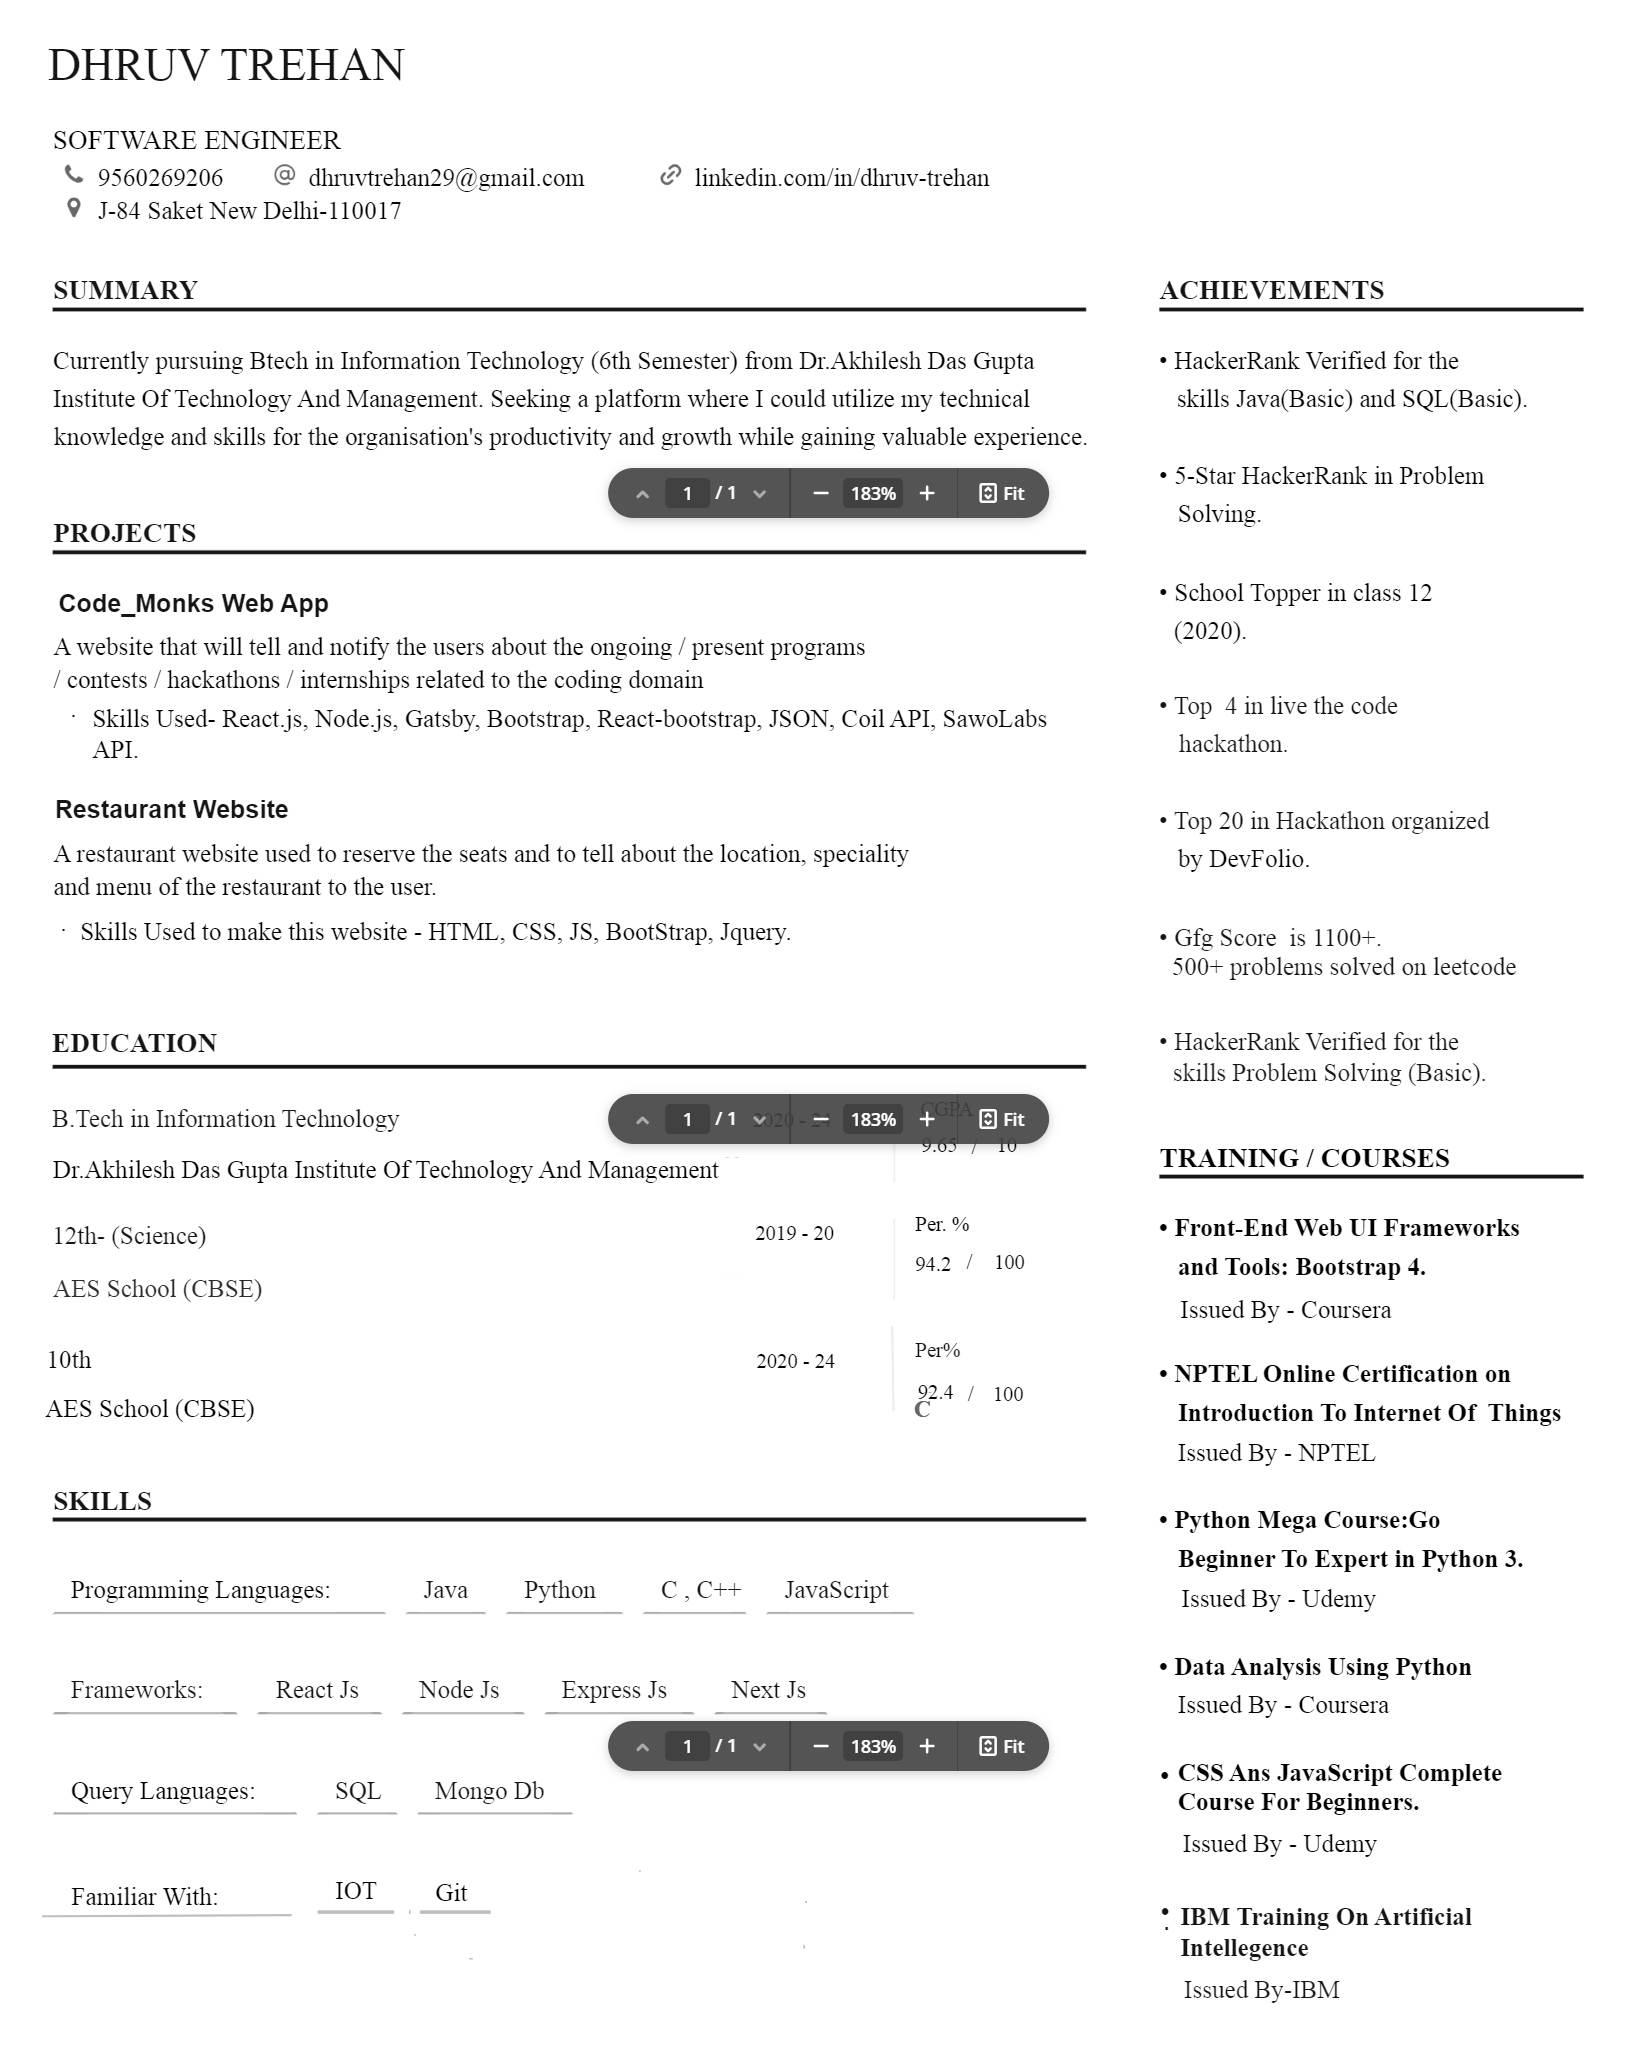 DHRUV TREHAN
SOFTWARE ENGINEER
9560269206 dhruvtrehan29@gmail.com linkedin.com/in/dhruv-trehan
J-84 Saket New Delhi-110017
SUMMARY
Currently pursuing Btech in Information Technology (6th Semester) from Dr.Akhilesh Das Gupta
Institute Of Technology And Management. Seeking a platform where I could utilize my technical
knowledge and skills for the organisation's productivity and growth while gaining valuable experience.
1 / 1 183% Fit
PROJECTS
Code_Monks Web App
A website that will tell and notify the users about the ongoing / present programs
/ contests / hackathons / internships related to the coding domain
· Skills Used- React.js, Node.js, Gatsby, Bootstrap, React-bootstrap, JSON, Coil API, SawoLabs
API.
Restaurant Website
A restaurant website used to reserve the seats and to tell about the location, speciality
and menu of the restaurant to the user.
· Skills Used to make this website - HTML, CSS, JS, BootStrap, Jquery.
EDUCATION
B.Tech in Information Technology 2020 - 24 CGPA
1 / 1 183% Fit
9.65 / 10
Dr.Akhilesh Das Gupta Institute Of Technology And Management
12th- (Science) 2019 - 20 Per. %
94.2 / 100
AES School (CBSE)
10th 2020 - 24 Per%
92.4 / 100
AES School (CBSE) C
SKILLS
Programming Languages: Java Python C , C++ JavaScript
Frameworks: React Js Node Js Express Js Next Js
1 / 1 183% Fit
Query Languages: SQL Mongo Db
Familiar With: IOT Git
ACHIEVEMENTS
• HackerRank Verified for the
skills Java(Basic) and SQL(Basic).
• 5-Star HackerRank in Problem
Solving.
• School Topper in class 12
(2020).
• Top 4 in live the code
hackathon.
• Top 20 in Hackathon organized
by DevFolio.
• Gfg Score is 1100+.
500+ problems solved on leetcode
• HackerRank Verified for the
skills Problem Solving (Basic).
TRAINING / COURSES
• Front-End Web UI Frameworks
and Tools: Bootstrap 4.
Issued By - Coursera
• NPTEL Online Certification on
Introduction To Internet Of Things
Issued By - NPTEL
• Python Mega Course:Go
Beginner To Expert in Python 3.
Issued By - Udemy
• Data Analysis Using Python
Issued By - Coursera
• CSS Ans JavaScript Complete
Course For Beginners.
Issued By - Udemy
• IBM Training On Artificial
Intellegence
Issued By-IBM